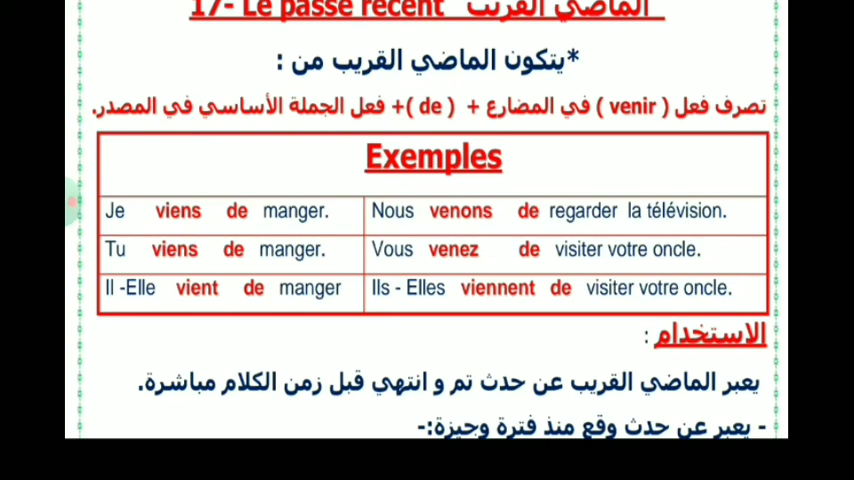 17- Le passé récent الماضي القريب
*يتكون الماضي القريب من :
تصرف فعل ( venir ) في المضارع + ( de )+ فعل الجملة الأساسي في المصدر.
Exemples
Je viens de manger. Nous venons de regarder la télévision.
Tu viens de manger. Vous venez de visiter votre oncle.
Il -Elle vient de manger Ils - Elles viennent de visiter votre oncle.
الاستخدام :
يعبر الماضي القريب عن حدث تم و انتهي قبل زمن الكلام مباشرة.
- يعبر عن حدث وقع منذ فترة وجيزة:-